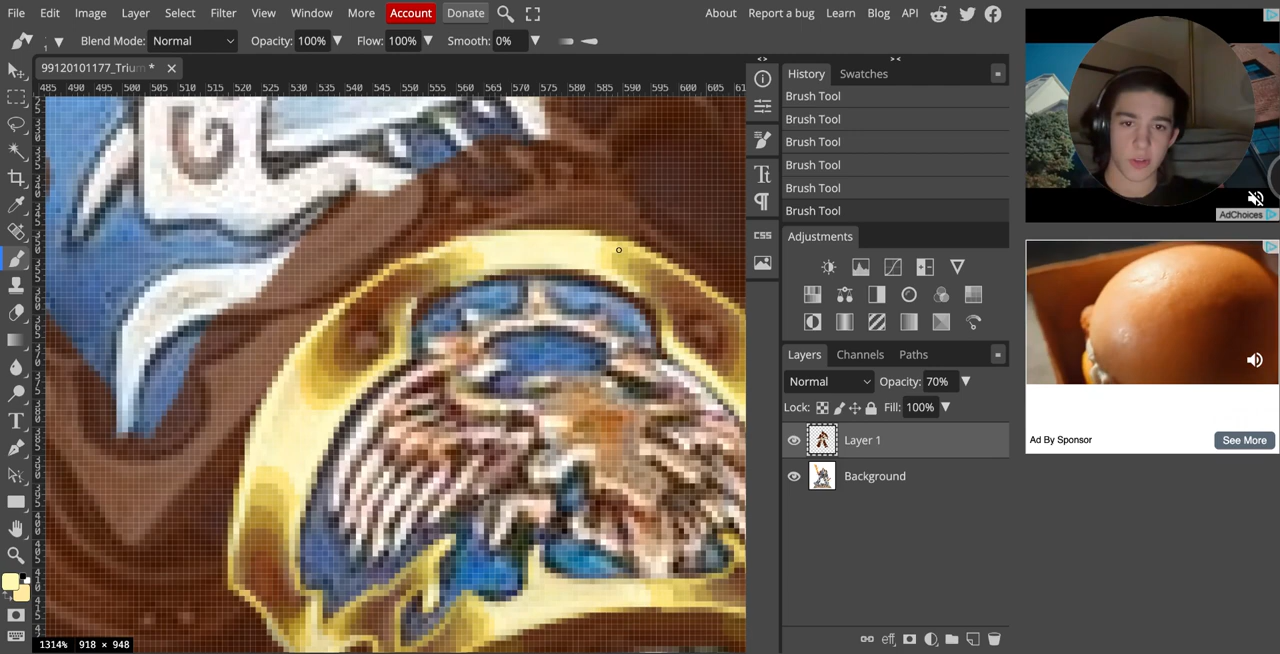 File Edit Image Layer Select Filter View Window More Account Donate About Report a bug Learn Blog API
1 Blend Mode: Normal Opacity: 100% Flow: 100% Smooth: 0%
99120101177_Trium *
485 490 495 500 505 510 515 520 525 530 535 540 545 550 555 560 565 570 575 580 585 590 595 600 605 61
History Swatches
Brush Tool
Brush Tool
Brush Tool
Brush Tool
Brush Tool
Brush Tool
CSS
Adjustments
Layers Channels Paths
Normal Opacity: 70%
Lock: Fill: 100%
Layer 1
Background
eff
1314% 918 × 948
AdChoices
Ad By Sponsor See More